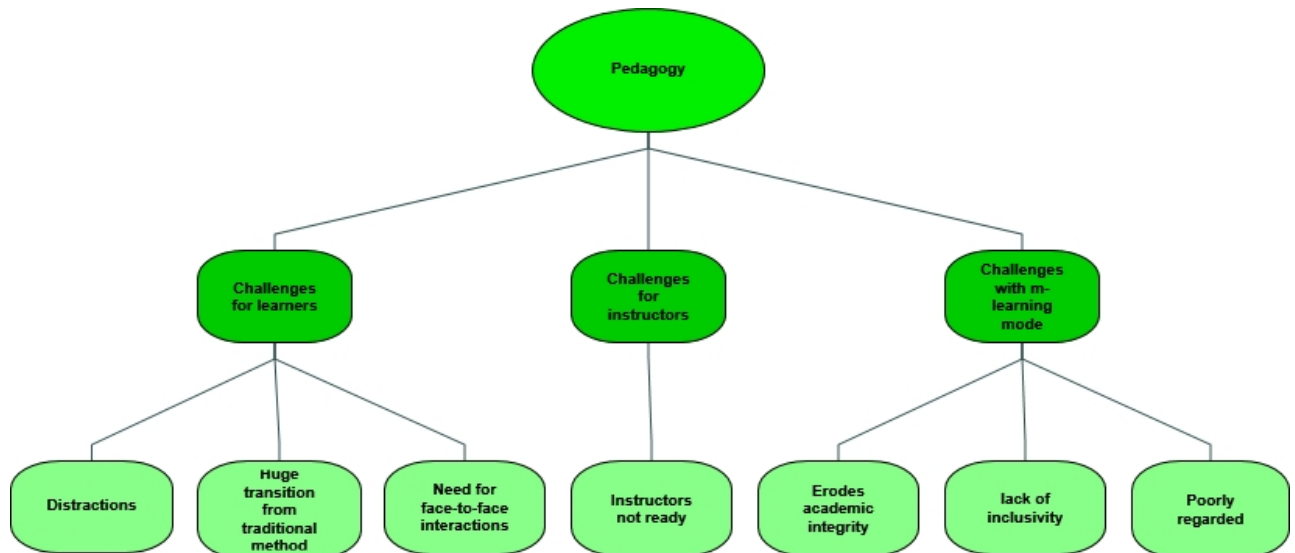 Pedagogy
Challenges
for learners
Challenges
for
instructors
Challenges
with m-
learning
mode
Distractions
Huge
transition
from
traditional
method
Need for
face-to-face
interactions
Instructors
not ready
Erodes
academic
integrity
lack of
inclusivity
Poorly
regarded